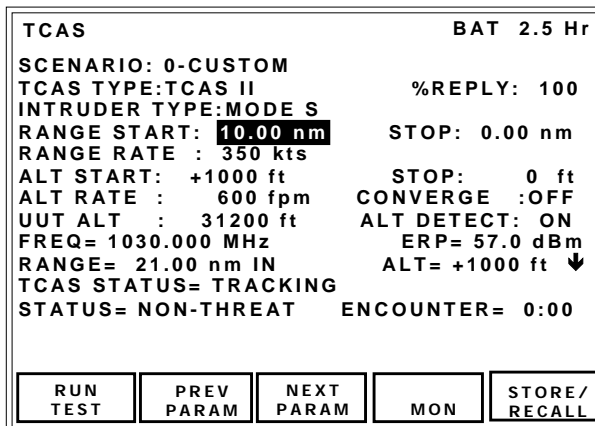 TCAS BAT 2.5 Hr
SCENARIO: 0-CUSTOM
TCAS TYPE:TCAS II %REPLY: 100
INTRUDER TYPE:MODE S
RANGE START: 10.00 nm STOP: 0.00 nm
RANGE RATE : 350 kts
ALT START: +1000 ft STOP: 0 ft
ALT RATE : 600 fpm CONVERGE :OFF
UUT ALT : 31200 ft ALT DETECT: ON
FREQ= 1030.000 MHz ERP= 57.0 dBm
RANGE= 21.00 nm IN ALT= +1000 ft 🡳
TCAS STATUS= TRACKING
STATUS= NON-THREAT ENCOUNTER= 0:00
RUN TEST
PREV PARAM
NEXT PARAM
MON
STORE/ RECALL